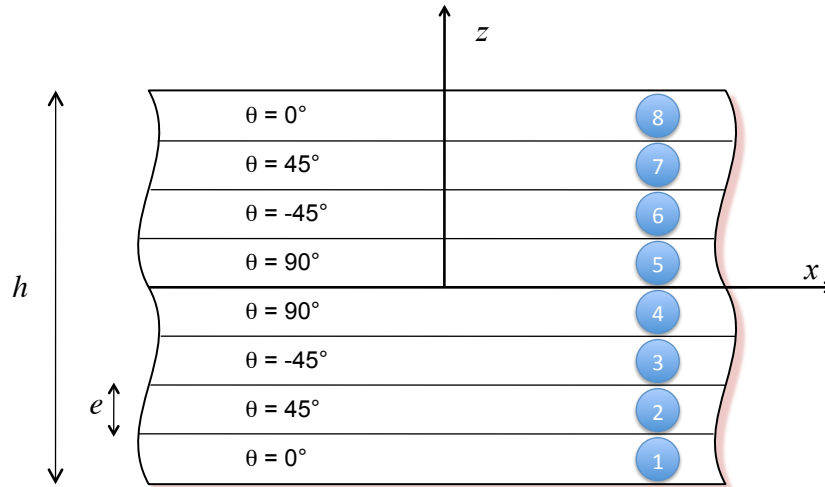 z
θ = 0° 8
θ = 45° 7
θ = -45° 6
θ = 90° 5
x
h
θ = 90° 4
θ = -45° 3
e
θ = 45° 2
θ = 0° 1